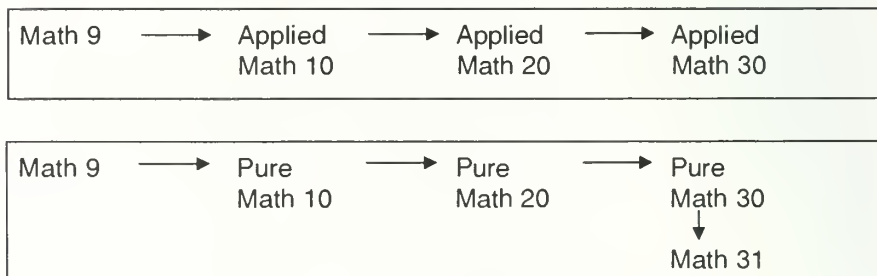 Math 9 Applied Applied Applied
Math 10 Math 20 Math 30
Math 9 Pure Pure Pure
Math 10 Math 20 Math 30
Math 31